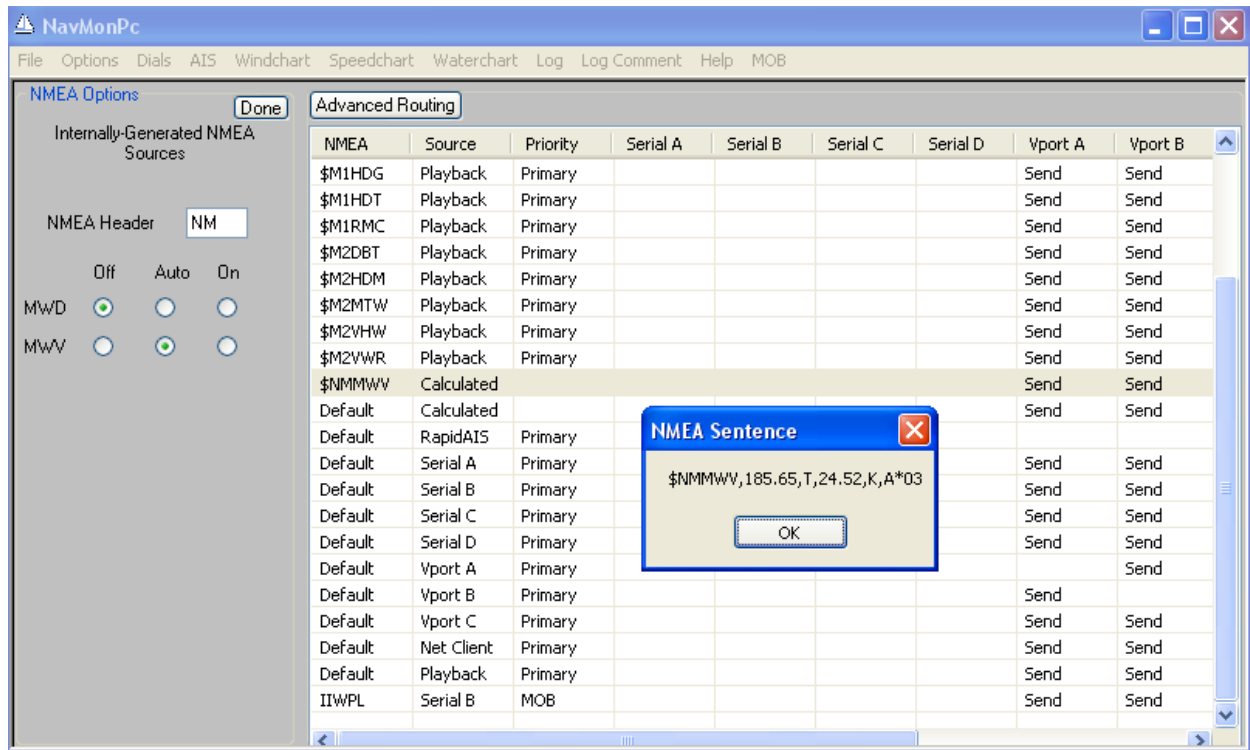 NavMonPc
File Options Dials AIS Windchart Speedchart Waterchart Log Log Comment Help MOB
NMEA Options
Done
Internally-Generated NMEA
Sources
NMEA Header NM
Off Auto On
MWD
MWV
Advanced Routing
NMEA Source Priority Serial A Serial B Serial C Serial D Vport A Vport B
$M1HDG Playback Primary Send Send
$M1HDT Playback Primary Send Send
$M1RMC Playback Primary Send Send
$M2DBT Playback Primary Send Send
$M2HDM Playback Primary Send Send
$M2MTW Playback Primary Send Send
$M2VHW Playback Primary Send Send
$M2VWR Playback Primary Send Send
$NMMWV Calculated Send Send
Default Calculated Send Send
Default RapidAIS Primary
Default Serial A Primary Send Send
Default Serial B Primary Send Send
Default Serial C Primary Send Send
Default Serial D Primary Send Send
Default Vport A Primary Send
Default Vport B Primary Send
Default Vport C Primary Send Send
Default Net Client Primary Send Send
Default Playback Primary Send Send
IIWPL Serial B MOB Send Send
NMEA Sentence
$NMMWV,185.65,T,24.52,K,A*03
OK